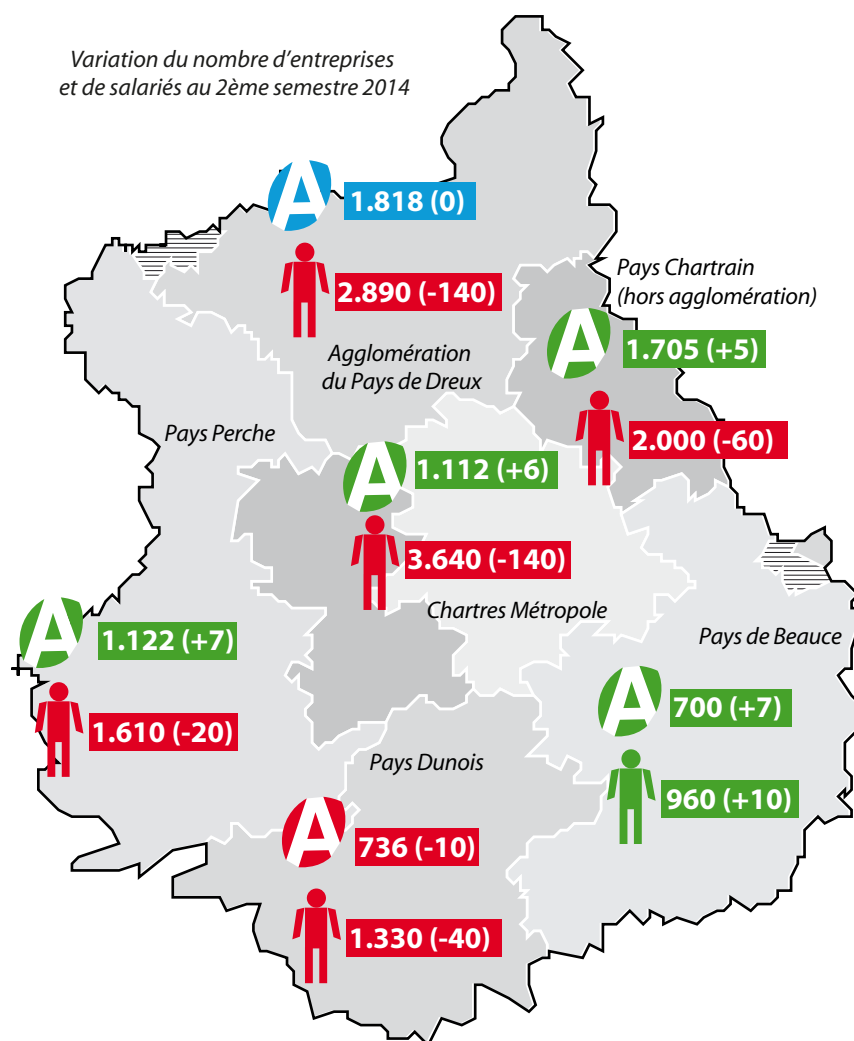 Variation du nombre d'entreprises
et de salariés au 2ème semestre 2014
A 1.818 (0)
2.890 (-140)
Agglomération
du Pays de Dreux
Pays Chartrain
(hors agglomération)
A 1.705 (+5)
2.000 (-60)
Pays Perche
A 1.112 (+6)
3.640 (-140)
Chartres Métropole
A 1.122 (+7)
1.610 (-20)
Pays de Beauce
A 700 (+7)
960 (+10)
Pays Dunois
A 736 (-10)
1.330 (-40)